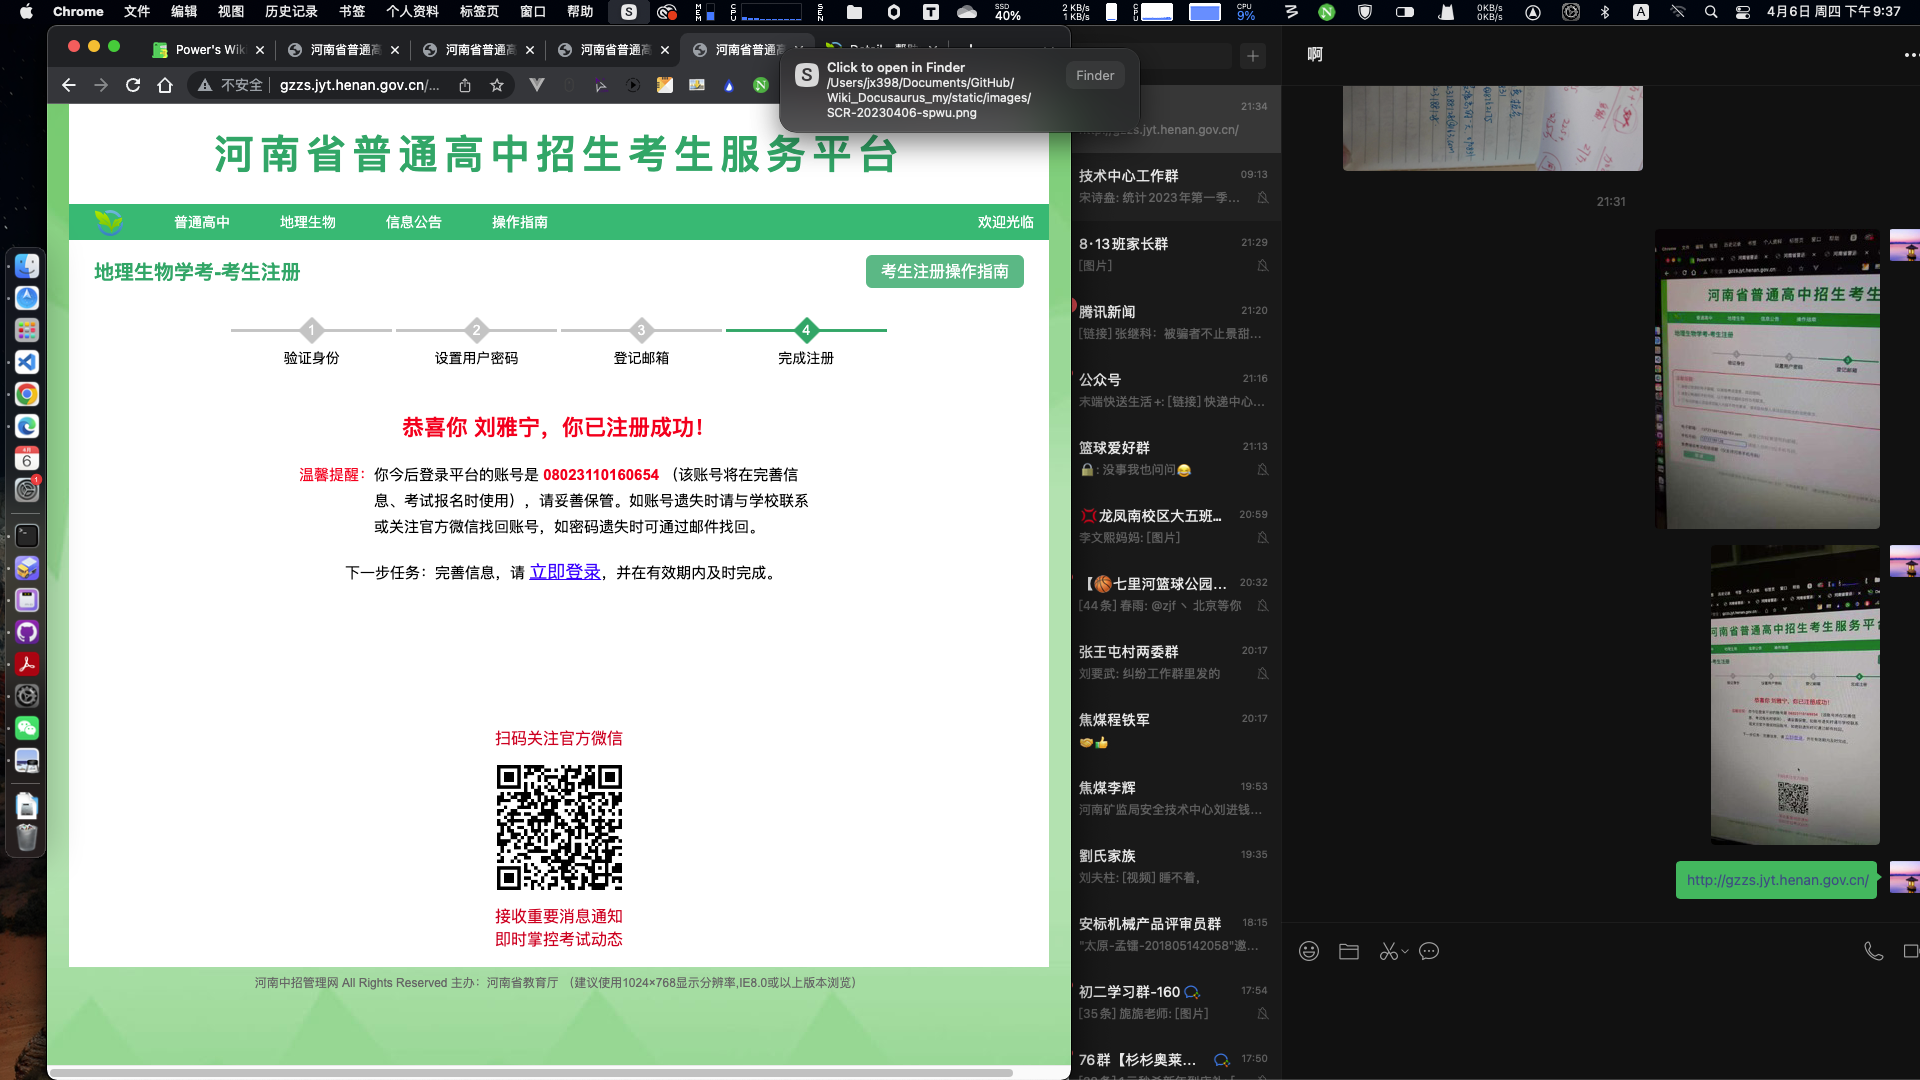 Chrome 文件 编辑 视图 历史记录 书签 个人资料 标签页 窗口 帮助
SSD 40%
2 KB/s
1 KB/s
CPU 9%
0KB/s
0KB/s
4月6日 周四 下午9:37
Power's Wiki
河南省普通高
河南省普通高
河南省普通高
河南省普通高
不安全
gzzs.jyt.henan.gov.cn/...
Click to open in Finder
/Users/jx398/Documents/GitHub/
Wiki_Docusaurus_my/static/images/
SCR-20230406-spwu.png
Finder
河南省普通高中招生考生服务平台
普通高中 地理生物 信息公告 操作指南 欢迎光临
地理生物学考-考生注册
考生注册操作指南
1 2 3 4
验证身份 设置用户密码 登记邮箱 完成注册
恭喜你 刘雅宁，你已注册成功！
温馨提醒：你今后登录平台的账号是 08023110160654 （该账号将在完善信
息、考试报名时使用），请妥善保管。如账号遗失时请与学校联系
或关注官方微信找回账号，如密码遗失时可通过邮件找回。
下一步任务：完善信息，请 立即登录，并在有效期内及时完成。
扫码关注官方微信
接收重要消息通知
即时掌控考试动态
河南中招管理网 All Rights Reserved 主办：河南省教育厅 （建议使用1024×768显示分辨率,IE8.0或以上版本浏览）
21:34
http://gzzs.jyt.henan.gov.cn/
技术中心工作群 09:13
宋诗盎: 统计2023年第一季...
8·13班家长群 21:29
[图片]
腾讯新闻 21:20
[链接] 张继科：被骗者不止景甜...
公众号 21:16
末端快送生活+: [链接] 快递中心...
篮球爱好群 21:13
: 没事我也问问
龙凤南校区大五班... 20:59
李文熙妈妈: [图片]
【七里河篮球公园... 20:32
[44条] 春雨: @zjf丶 北京等你
张王屯村两委群 20:17
刘要武: 纠纷工作群里发的
焦煤程铁军 20:17
焦煤李辉 19:53
河南矿监局安全技术中心刘进钱...
劉氏家族 19:35
刘夫柱: [视频] 睡不着，
安标机械产品评审员群 18:15
"太原-孟镭-201805142058"邀...
初二学习群-160 17:54
[35条] 旎旎老师: [图片]
76群【杉杉奥莱... 17:50
啊
21:31
http://gzzs.jyt.henan.gov.cn/